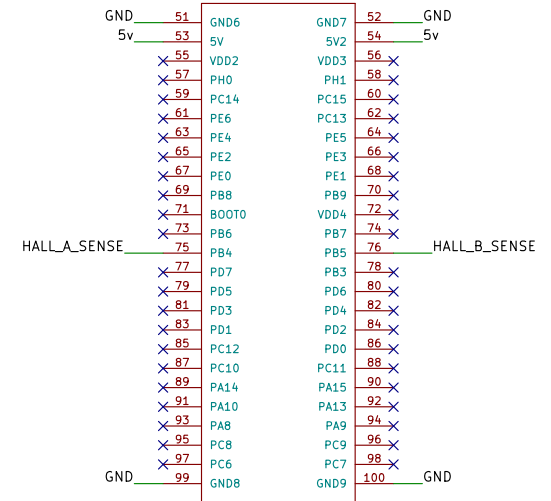 GND 51 GND6 GND7 52 GND
5v 53 5V 5V2 54 5v
55 VDD2 VDD3 56
57 PH0 PH1 58
59 PC14 PC15 60
61 PE6 PC13 62
63 PE4 PE5 64
65 PE2 PE3 66
67 PE0 PE1 68
69 PB8 PB9 70
71 BOOT0 VDD4 72
73 PB6 PB7 74
HALL_A_SENSE 75 PB4 PB5 76 HALL_B_SENSE
77 PD7 PB3 78
79 PD5 PD6 80
81 PD3 PD4 82
83 PD1 PD2 84
85 PC12 PD0 86
87 PC10 PC11 88
89 PA14 PA15 90
91 PA10 PA13 92
93 PA8 PA9 94
95 PC8 PC9 96
97 PC6 PC7 98
GND 99 GND8 GND9 100 GND